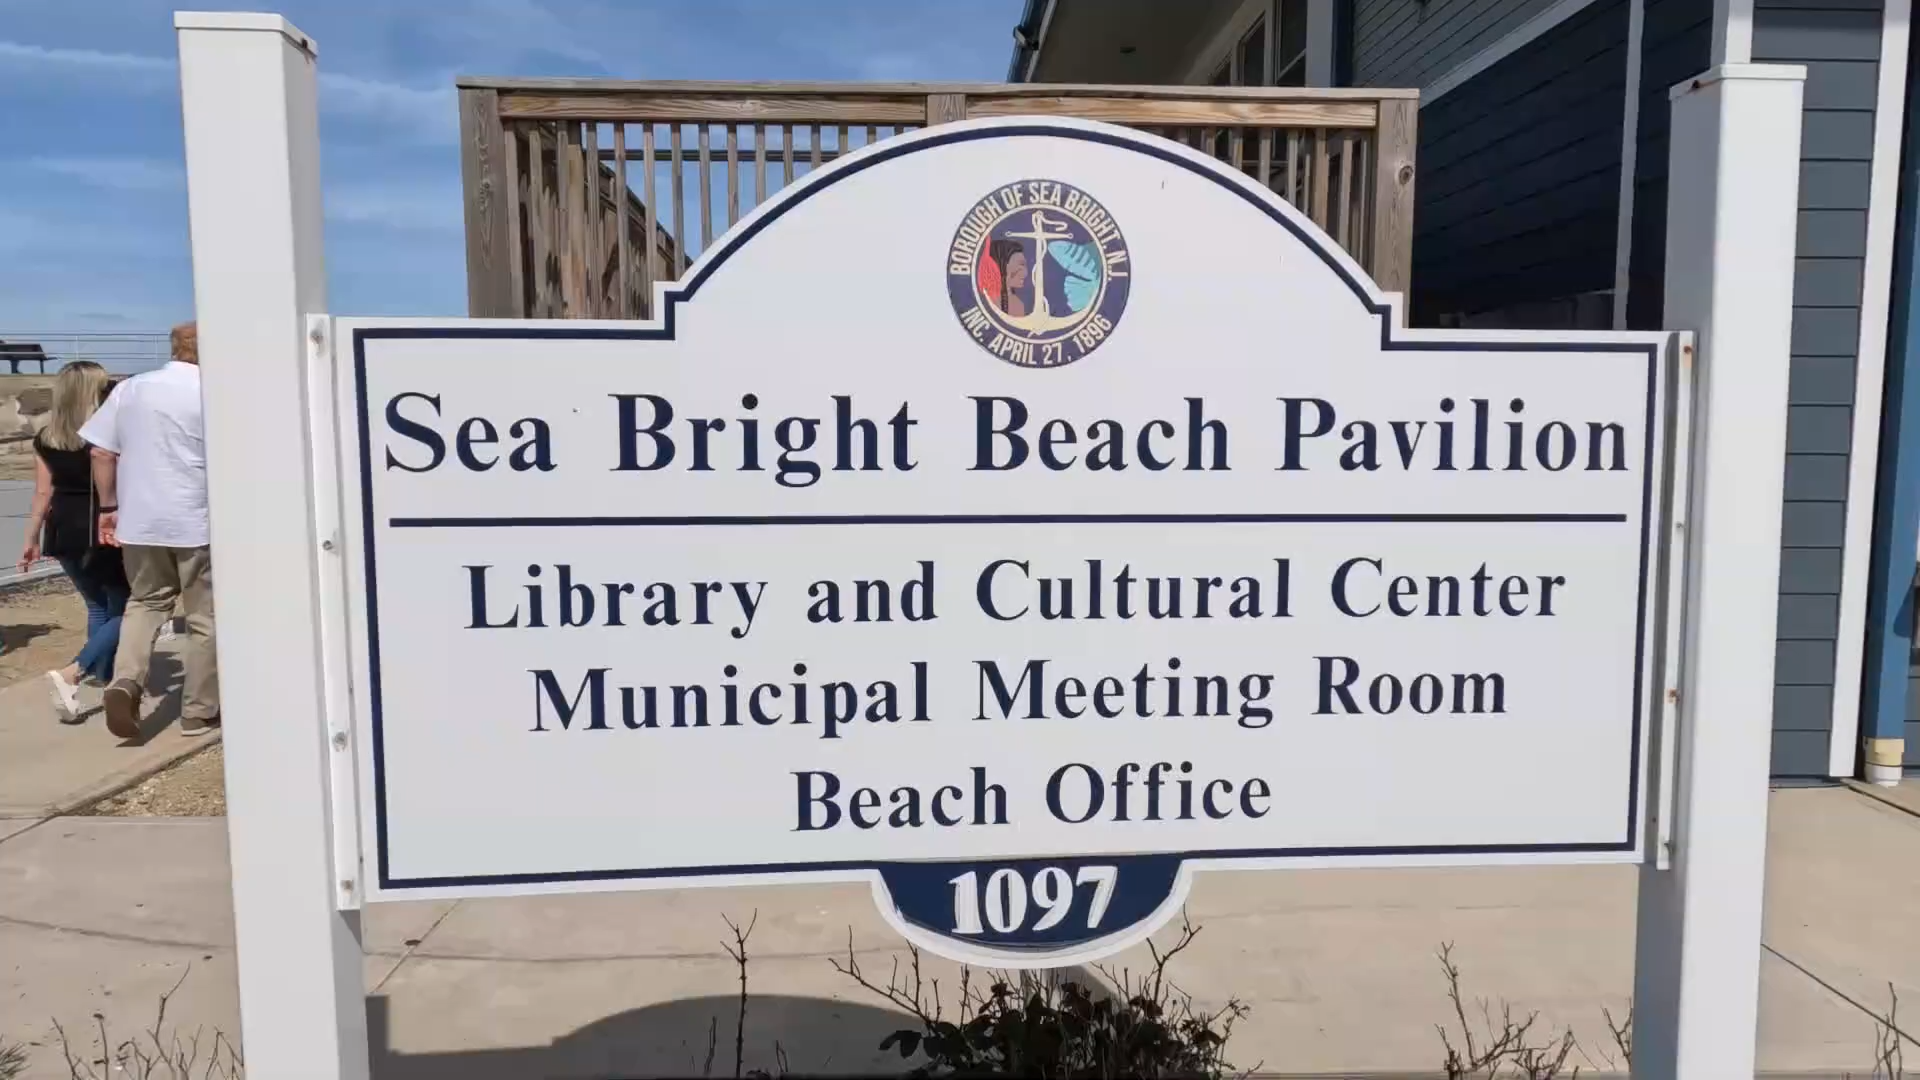 BOROUGH OF SEA BRIGHT, N.J.
INC. APRIL 27, 1896
Sea Bright Beach Pavilion
Library and Cultural Center
Municipal Meeting Room
Beach Office
1097